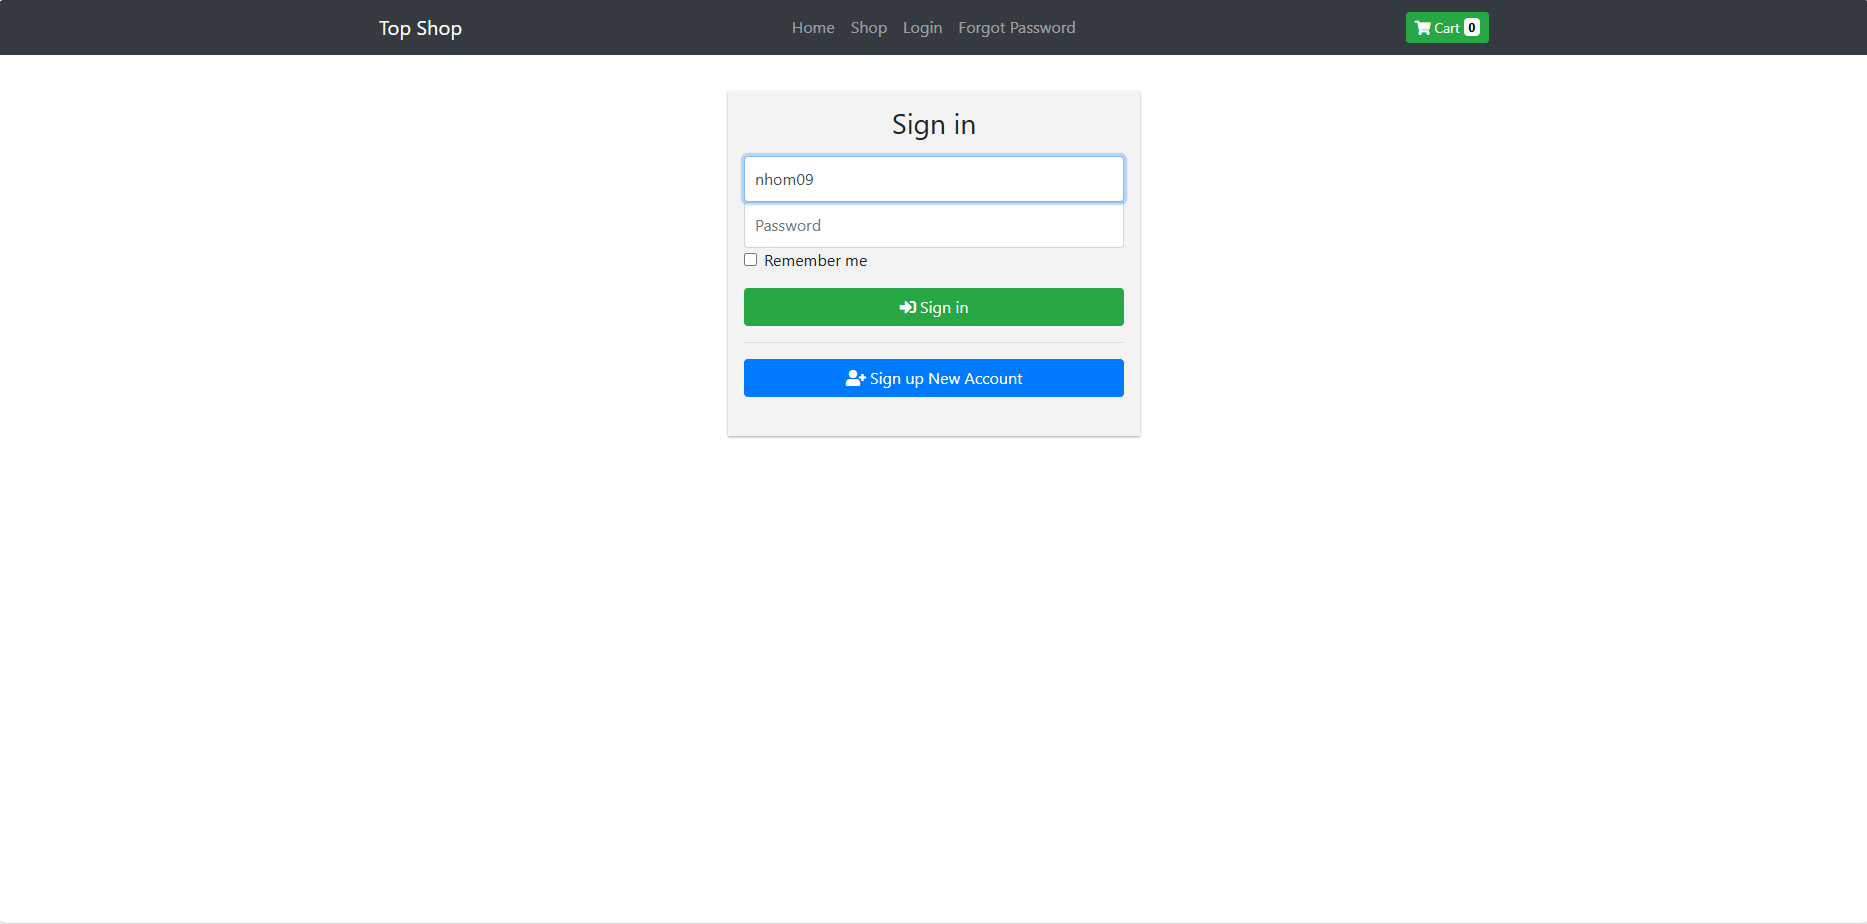 Top Shop
Home Shop Login Forgot Password
Cart 0
Sign in
nhom09
Password
Remember me
Sign in
Sign up New Account